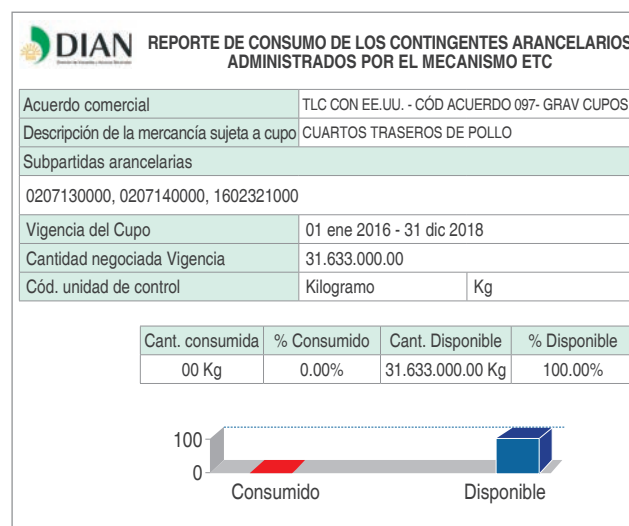 DIAN
REPORTE DE CONSUMO DE LOS CONTINGENTES ARANCELARIOS
ADMINISTRADOS POR EL MECANISMO ETC
Acuerdo comercial TLC CON EE.UU. - CÓD ACUERDO 097- GRAV CUPOS
Descripción de la mercancía sujeta a cupo CUARTOS TRASEROS DE POLLO
Subpartidas arancelarias
0207130000, 0207140000, 1602321000
Vigencia del Cupo 01 ene 2016 - 31 dic 2018
Cantidad negociada Vigencia 31.633.000.00
Cód. unidad de control Kilogramo Kg
Cant. consumida % Consumido Cant. Disponible % Disponible
00 Kg 0.00% 31.633.000.00 Kg 100.00%
100
0
Consumido Disponible